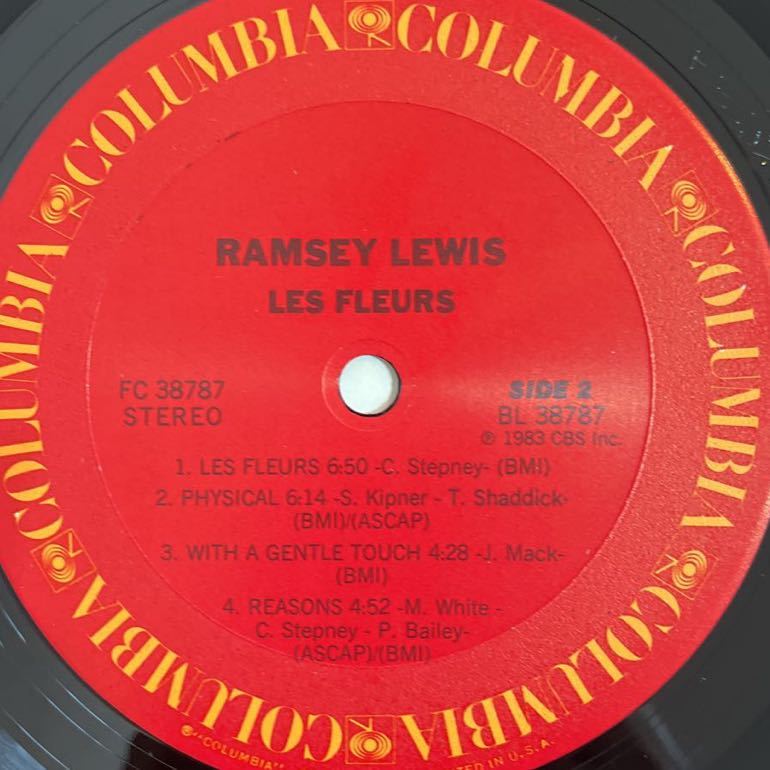 COLUMBIA COLUMBIA COLUMBIA COLUMBIA COLUMBIA COLUMBIA COLUMBIA
RAMSEY LEWIS
LES FLEURS
FC 38787
STEREO
SIDE 2
BL 38787
℗ 1983 CBS Inc.
1. LES FLEURS 6:50 -C. Stepney- (BMI)
2. PHYSICAL 6:14 -S. Kipner - T. Shaddick-
(BMI)/(ASCAP)
3. WITH A GENTLE TOUCH 4:28 -J. Mack-
(BMI)
4. REASONS 4:52 -M. White -
C. Stepney - P. Bailey-
(ASCAP)/(BMI)
"COLUMBIA" IN U.S.A.